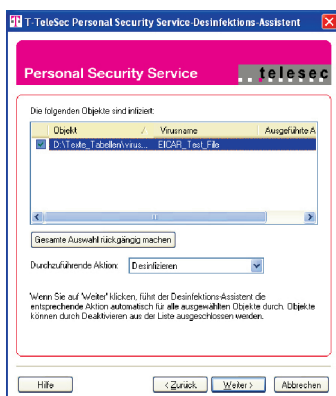 T-TeleSec Personal Security Service-Desinfektions-Assistent
Personal Security Service
telesec
Die folgenden Objekte sind infiziert:
Objekt / Virusname Ausgeführte A
D:\Texte_Tabellen\virus... EICAR_Test_File
Gesamte Auswahl rückgängig machen
Durchzuführende Aktion: Desinfizieren
Wenn Sie auf 'Weiter' klicken, führt der Desinfektions-Assistent die
entsprechende Aktion automatisch für alle ausgewählten Objekte durch. Objekte
können durch Deaktivieren aus der Liste ausgeschlossen werden.
Hilfe < Zurück Weiter > Abbrechen